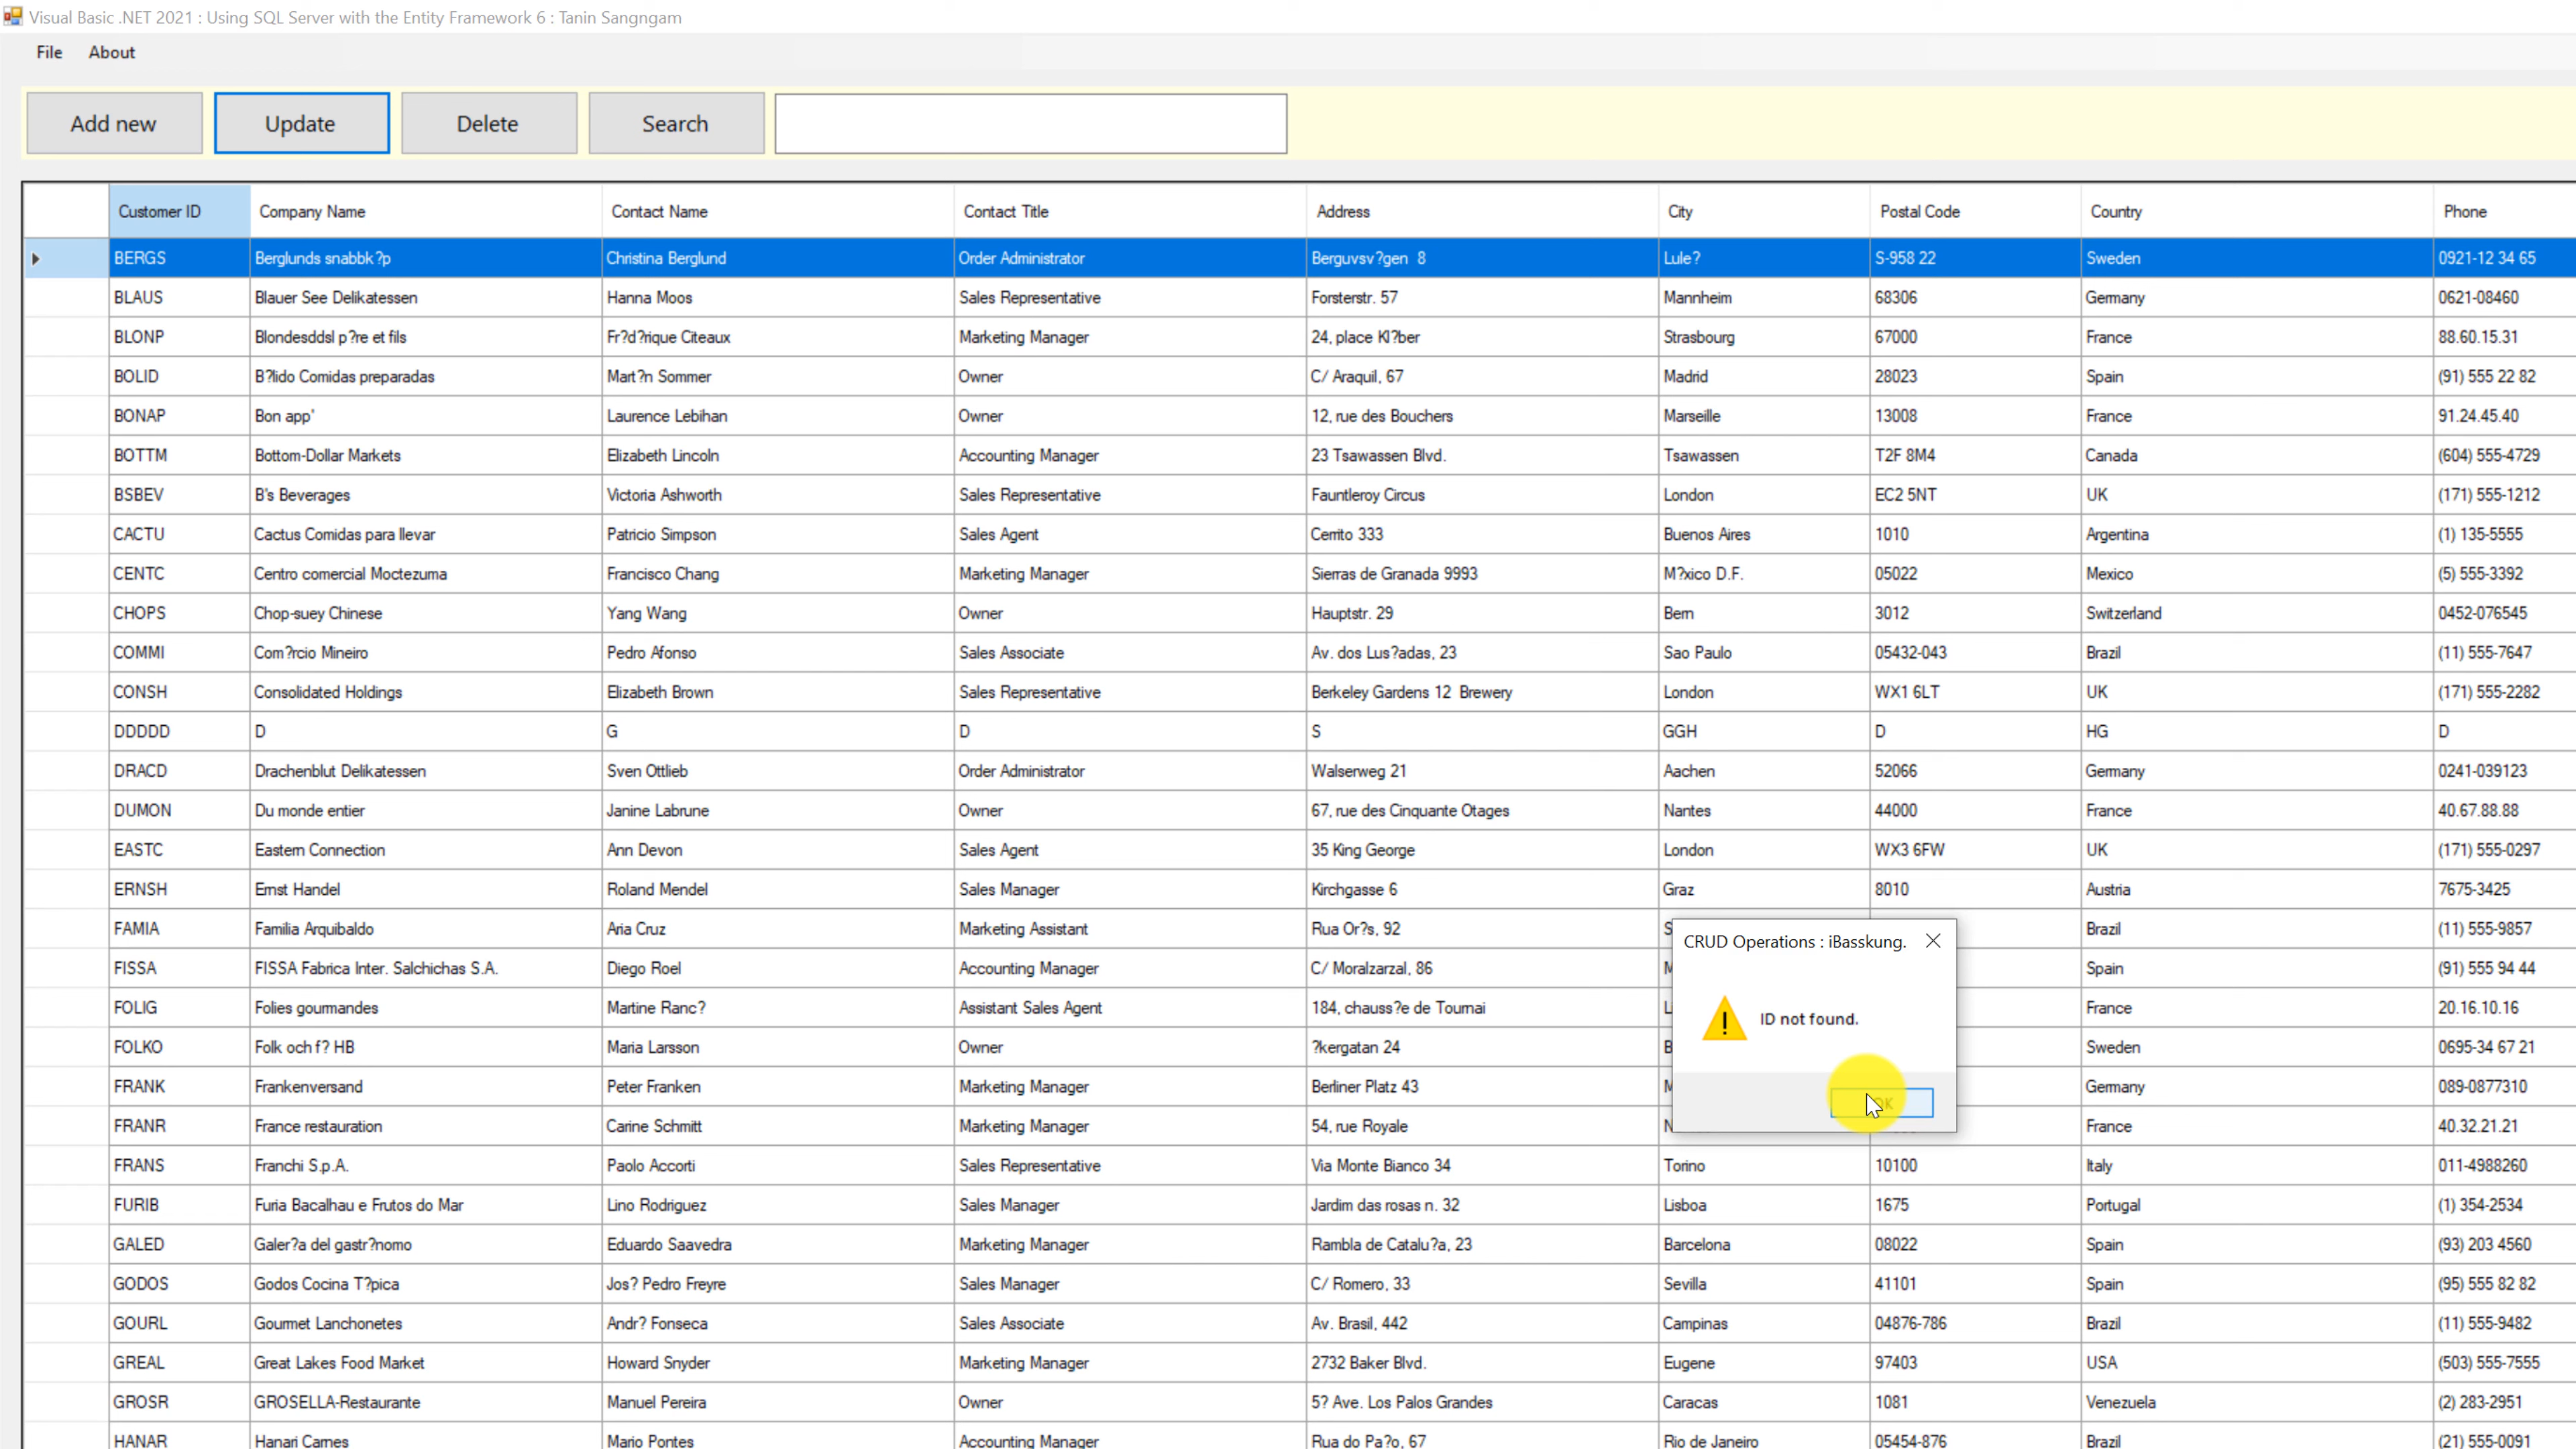 Visual Basic .NET 2021 : Using SQL Server with the Entity Framework 6 : Tanin Sangngam
File About
Add new Update Delete Search
Customer ID Company Name Contact Name Contact Title Address City Postal Code Country Phone
BERGS Berglunds snabbk?p Christina Berglund Order Administrator Berguvsv?gen 8 Lule? S-958 22 Sweden 0921-12 34 65
BLAUS Blauer See Delikatessen Hanna Moos Sales Representative Forsterstr. 57 Mannheim 68306 Germany 0621-08460
BLONP Blondesddsl p?re et fils Fr?d?rique Citeaux Marketing Manager 24, place Kl?ber Strasbourg 67000 France 88.60.15.31
BOLID B?lido Comidas preparadas Mart?n Sommer Owner C/ Araquil, 67 Madrid 28023 Spain (91) 555 22 82
BONAP Bon app' Laurence Lebihan Owner 12, rue des Bouchers Marseille 13008 France 91.24.45.40
BOTTM Bottom-Dollar Markets Elizabeth Lincoln Accounting Manager 23 Tsawassen Blvd. Tsawassen T2F 8M4 Canada (604) 555-4729
BSBEV B's Beverages Victoria Ashworth Sales Representative Fauntleroy Circus London EC2 5NT UK (171) 555-1212
CACTU Cactus Comidas para llevar Patricio Simpson Sales Agent Cerrito 333 Buenos Aires 1010 Argentina (1) 135-5555
CENTC Centro comercial Moctezuma Francisco Chang Marketing Manager Sierras de Granada 9993 M?xico D.F. 05022 Mexico (5) 555-3392
CHOPS Chop-suey Chinese Yang Wang Owner Hauptstr. 29 Bern 3012 Switzerland 0452-076545
COMMI Com?rcio Mineiro Pedro Afonso Sales Associate Av. dos Lus?adas, 23 Sao Paulo 05432-043 Brazil (11) 555-7647
CONSH Consolidated Holdings Elizabeth Brown Sales Representative Berkeley Gardens 12 Brewery London WX1 6LT UK (171) 555-2282
DDDDD D G D S GGH D HG D
DRACD Drachenblut Delikatessen Sven Ottlieb Order Administrator Walserweg 21 Aachen 52066 Germany 0241-039123
DUMON Du monde entier Janine Labrune Owner 67, rue des Cinquante Otages Nantes 44000 France 40.67.88.88
EASTC Eastern Connection Ann Devon Sales Agent 35 King George London WX3 6FW UK (171) 555-0297
ERNSH Ernst Handel Roland Mendel Sales Manager Kirchgasse 6 Graz 8010 Austria 7675-3425
FAMIA Familia Arquibaldo Aria Cruz Marketing Assistant Rua Or?s, 92 S Brazil (11) 555-9857
CRUD Operations : iBasskung.
FISSA FISSA Fabrica Inter. Salchichas S.A. Diego Roel Accounting Manager C/ Moralzarzal, 86 M Spain (91) 555 94 44
FOLIG Folies gourmandes Martine Ranc? Assistant Sales Agent 184, chauss?e de Tournai L France 20.16.10.16
ID not found.
FOLKO Folk och f? HB Maria Larsson Owner ?kergatan 24 B Sweden 0695-34 67 21
FRANK Frankenversand Peter Franken Marketing Manager Berliner Platz 43 M Germany 089-0877310
OK
FRANR France restauration Carine Schmitt Marketing Manager 54, rue Royale N France 40.32.21.21
FRANS Franchi S.p.A. Paolo Accorti Sales Representative Via Monte Bianco 34 Torino 10100 Italy 011-4988260
FURIB Furia Bacalhau e Frutos do Mar Lino Rodriguez Sales Manager Jardim das rosas n. 32 Lisboa 1675 Portugal (1) 354-2534
GALED Galer?a del gastr?nomo Eduardo Saavedra Marketing Manager Rambla de Catalu?a, 23 Barcelona 08022 Spain (93) 203 4560
GODOS Godos Cocina T?pica Jos? Pedro Freyre Sales Manager C/ Romero, 33 Sevilla 41101 Spain (95) 555 82 82
GOURL Gourmet Lanchonetes Andr? Fonseca Sales Associate Av. Brasil, 442 Campinas 04876-786 Brazil (11) 555-9482
GREAL Great Lakes Food Market Howard Snyder Marketing Manager 2732 Baker Blvd. Eugene 97403 USA (503) 555-7555
GROSR GROSELLA-Restaurante Manuel Pereira Owner 5? Ave. Los Palos Grandes Caracas 1081 Venezuela (2) 283-2951
HANAR Hanari Carnes Mario Pontes Accounting Manager Rua do Pa?o, 67 Rio de Janeiro 05454-876 Brazil (21) 555-0091